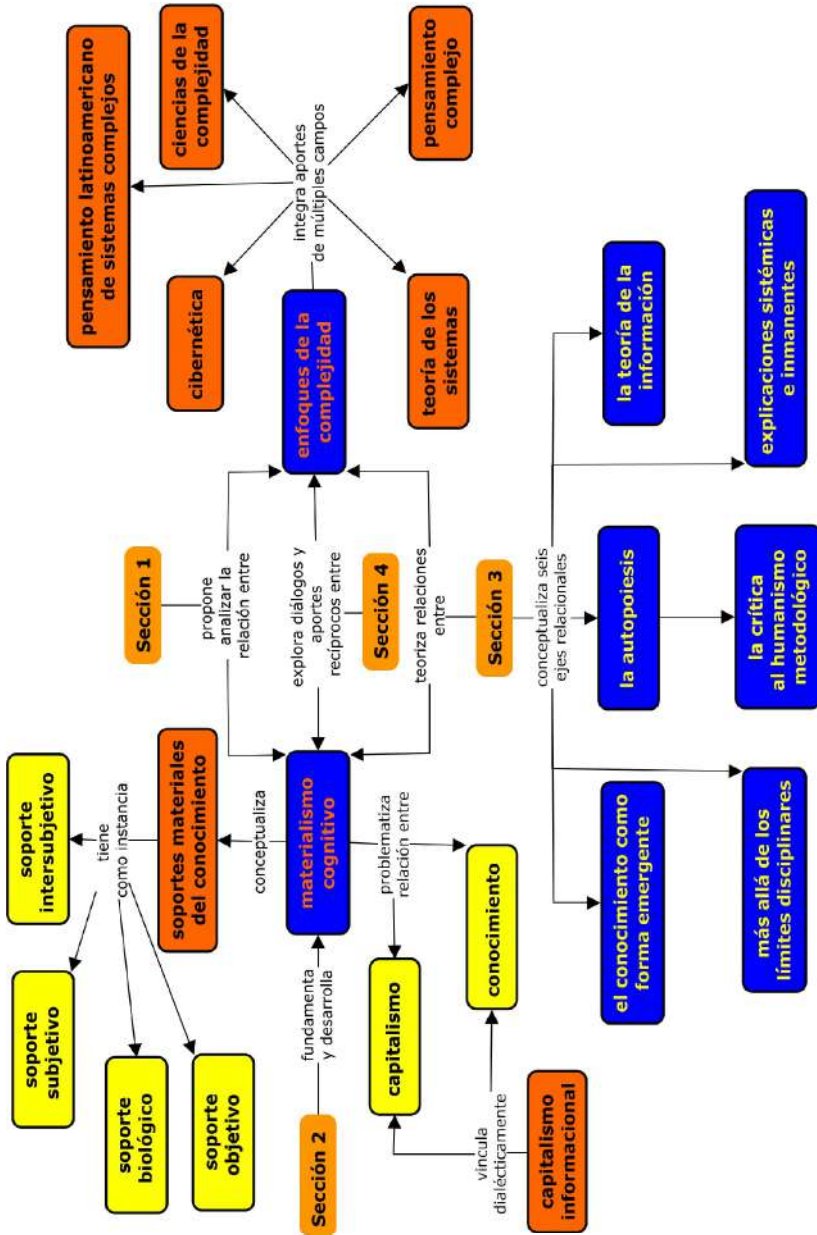 soporte
subjetivo
soporte
intersubjetivo
soporte
biológico
soporte
objetivo
tiene
como instancia
soportes materiales
del conocimiento
conceptualiza
Sección 2
fundamenta
y desarrolla
materialismo
cognitivo
problematiza
relación entre
capitalismo
conocimiento
vincula
dialécticamente
capitalismo
informacional
Sección 1
propone
analizar la
relación entre
explora diálogos y
aportes
recíprocos entre
Sección 4
teoriza relaciones
entre
Sección 3
enfoques de la
complejidad
integra aportes
de múltiples campos
cibernética
pensamiento latinoamericano
de sistemas complejos
ciencias de la
complejidad
teoría de los
sistemas
pensamiento
complejo
conceptualiza seis
ejes relacionales
el conocimiento como
forma emergente
la autopoiesis
la teoría de la
información
más allá de los
límites disciplinares
la crítica
al humanismo
metodológico
explicaciones sistémicas
e inmanentes